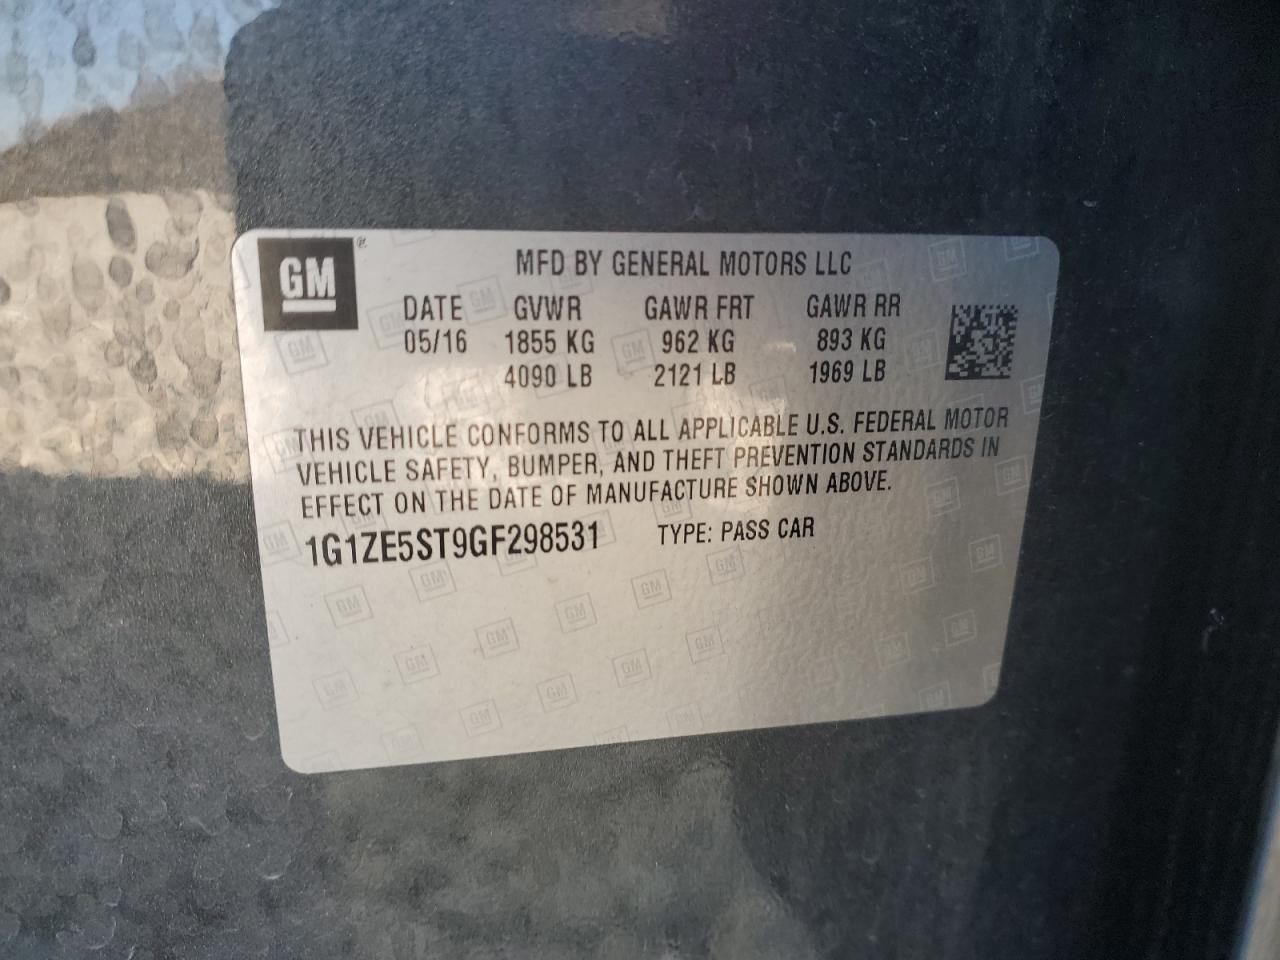 GM ®
MFD BY GENERAL MOTORS LLC
DATE GVWR GAWR FRT GAWR RR
05/16 1855 KG 962 KG 893 KG
4090 LB 2121 LB 1969 LB
THIS VEHICLE CONFORMS TO ALL APPLICABLE U.S. FEDERAL MOTOR
VEHICLE SAFETY, BUMPER, AND THEFT PREVENTION STANDARDS IN
EFFECT ON THE DATE OF MANUFACTURE SHOWN ABOVE.
1G1ZE5ST9GF298531 TYPE: PASS CAR